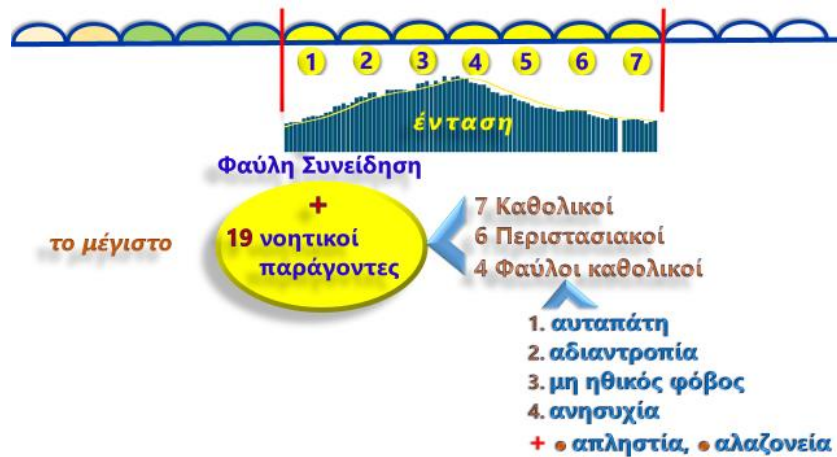 1 2 3 4 5 6 7
ένταση
Φαύλη Συνείδηση
+
19 νοητικοί
παράγοντες
το μέγιστο
7 Καθολικοί
6 Περιστασιακοί
4 Φαύλοι καθολικοί
1. αυταπάτη
2. αδιαντροπία
3. μη ηθικός φόβος
4. ανησυχία
+ • απληστία, • αλαζονεία